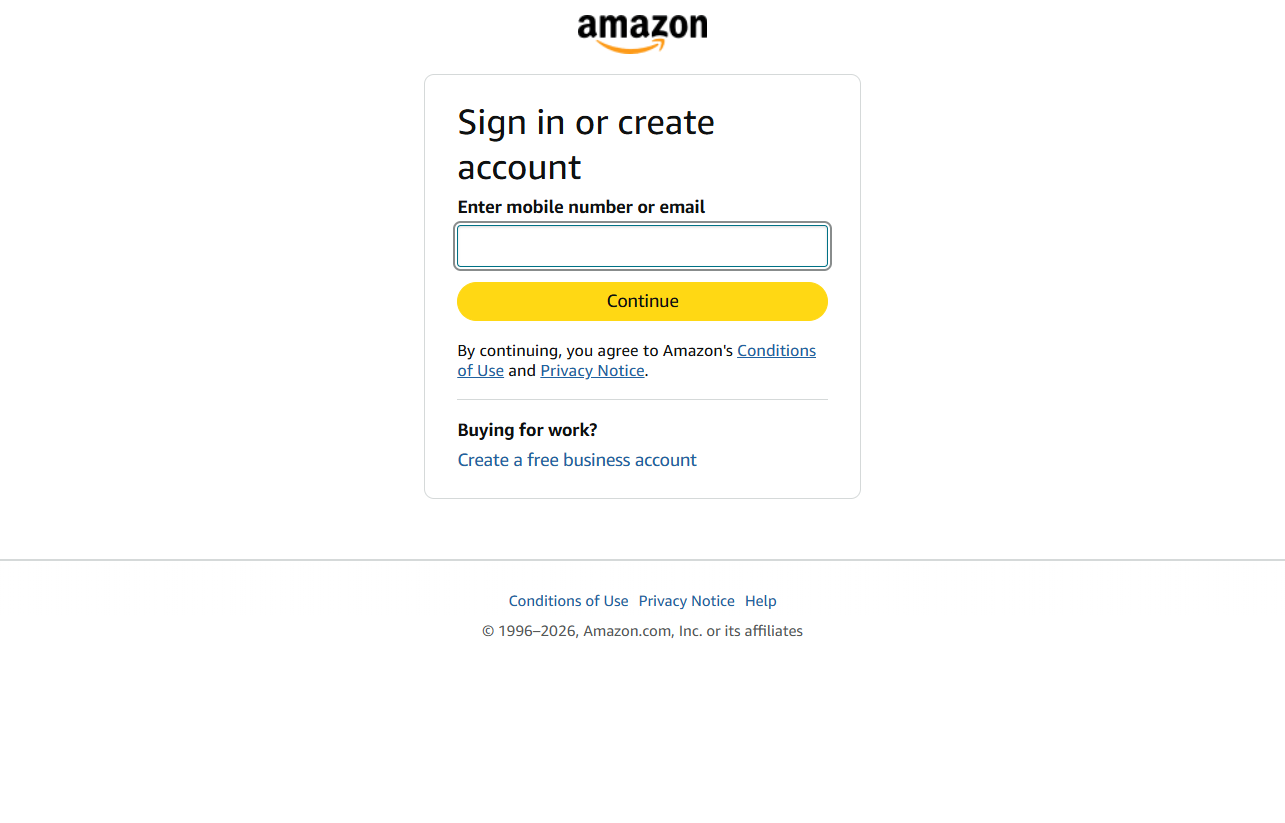 amazon
Sign in or create
account
Enter mobile number or email
Continue
By continuing, you agree to Amazon's Conditions
of Use and Privacy Notice.
Buying for work?
Create a free business account
Conditions of Use Privacy Notice Help
© 1996–2026, Amazon.com, Inc. or its affiliates